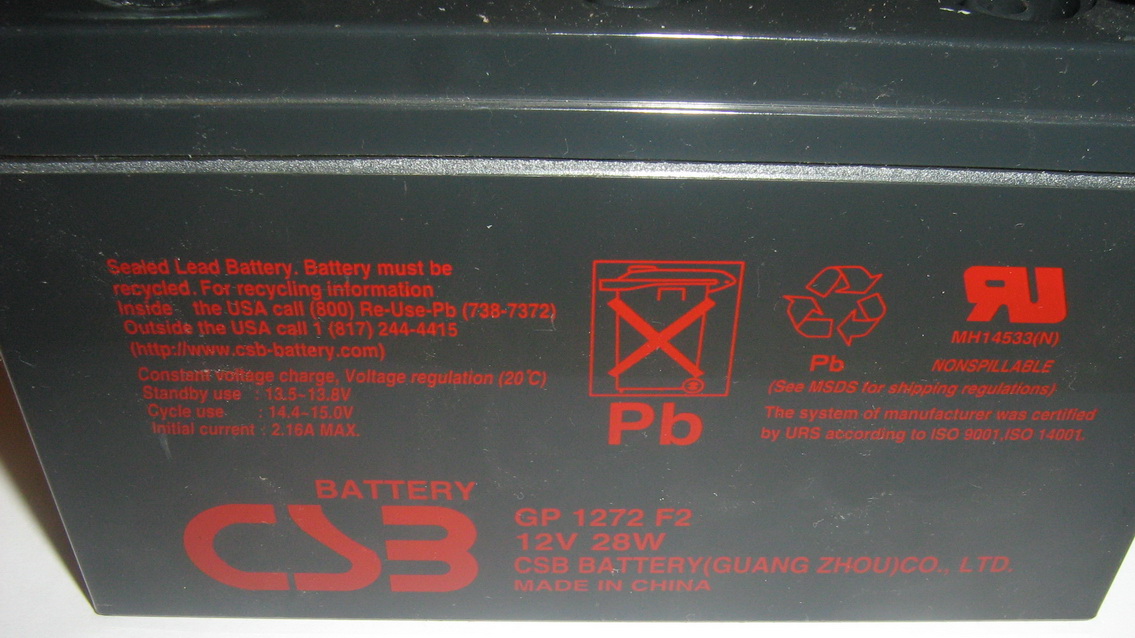 Sealed Lead Battery. Battery must be
recycled. For recycling information
Inside the USA call (800) Re-Use-Pb (738-7372)
Outside the USA call 1 (817) 244-4415
(http://www.csb-battery.com)
Constant voltage charge, Voltage regulation (20℃)
Standby use : 13.5~13.8V
Cycle use : 14.4~15.0V
Initial current : 2.16A MAX.
Pb
Pb
RU
MH14533(N)
NONSPILLABLE
(See MSDS for shipping regulations)
The system of manufacturer was certified
by URS according to ISO 9001,ISO 14001.
BATTERY
CSB
GP 1272 F2
12V 28W
CSB BATTERY(GUANG ZHOU)CO., LTD.
MADE IN CHINA